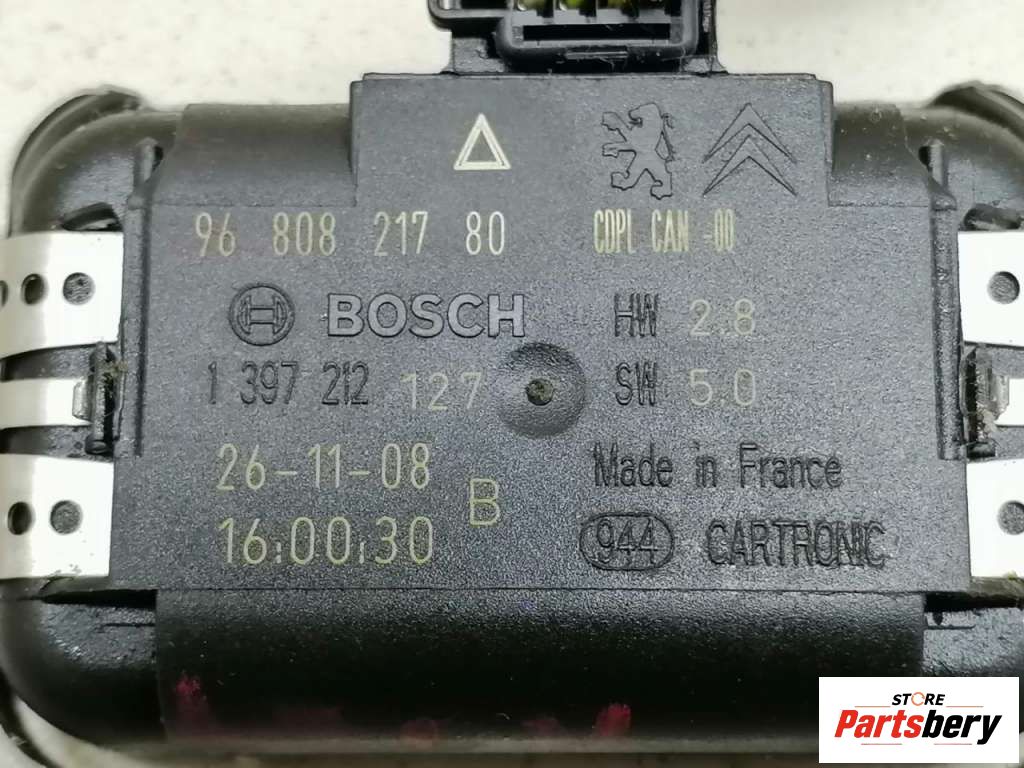 96 808 217 80 CDPL CAN -00
BOSCH HW 2.8
1 397 212 127 SW 5.0
26-11-08 Made in France
16:00:30 B 944 CARTRONIC
STORE
Partsbery